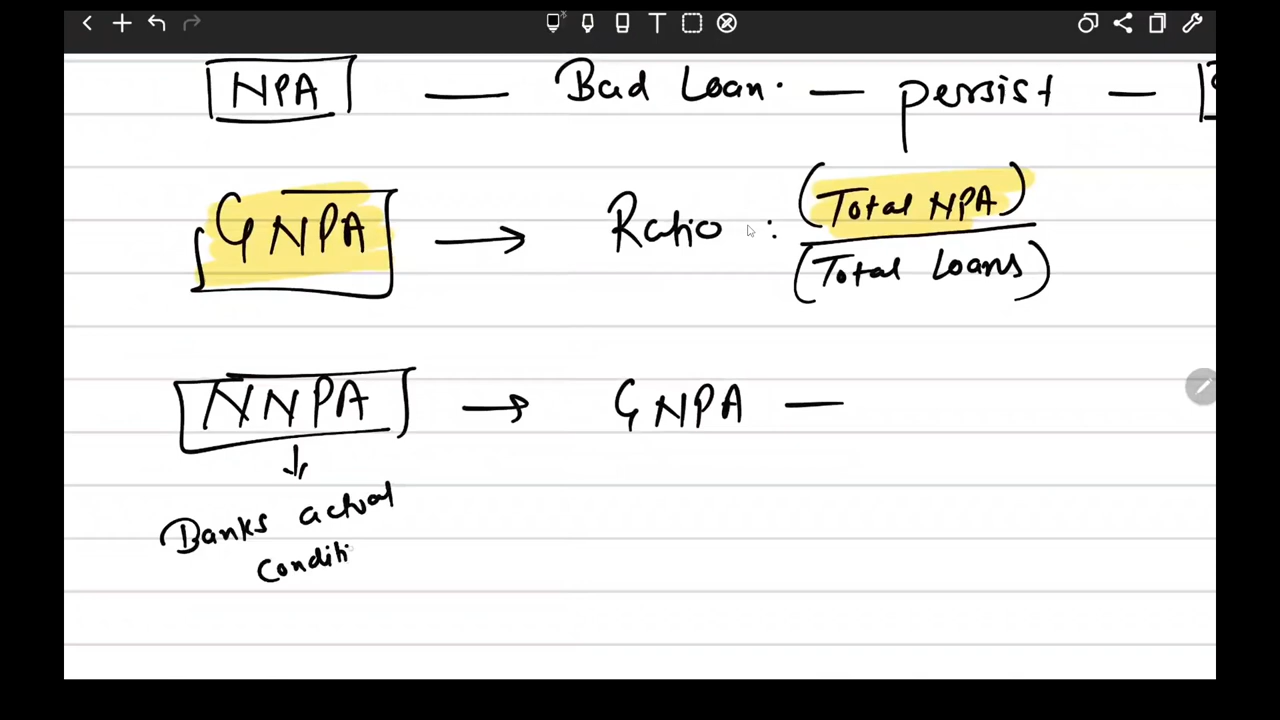 NPA — Bad Loan. — persist —
GNPA → Ratio : (Total NPA)
(Total Loans)
NNPA → GNPA —
↓
Banks actual
Conditi